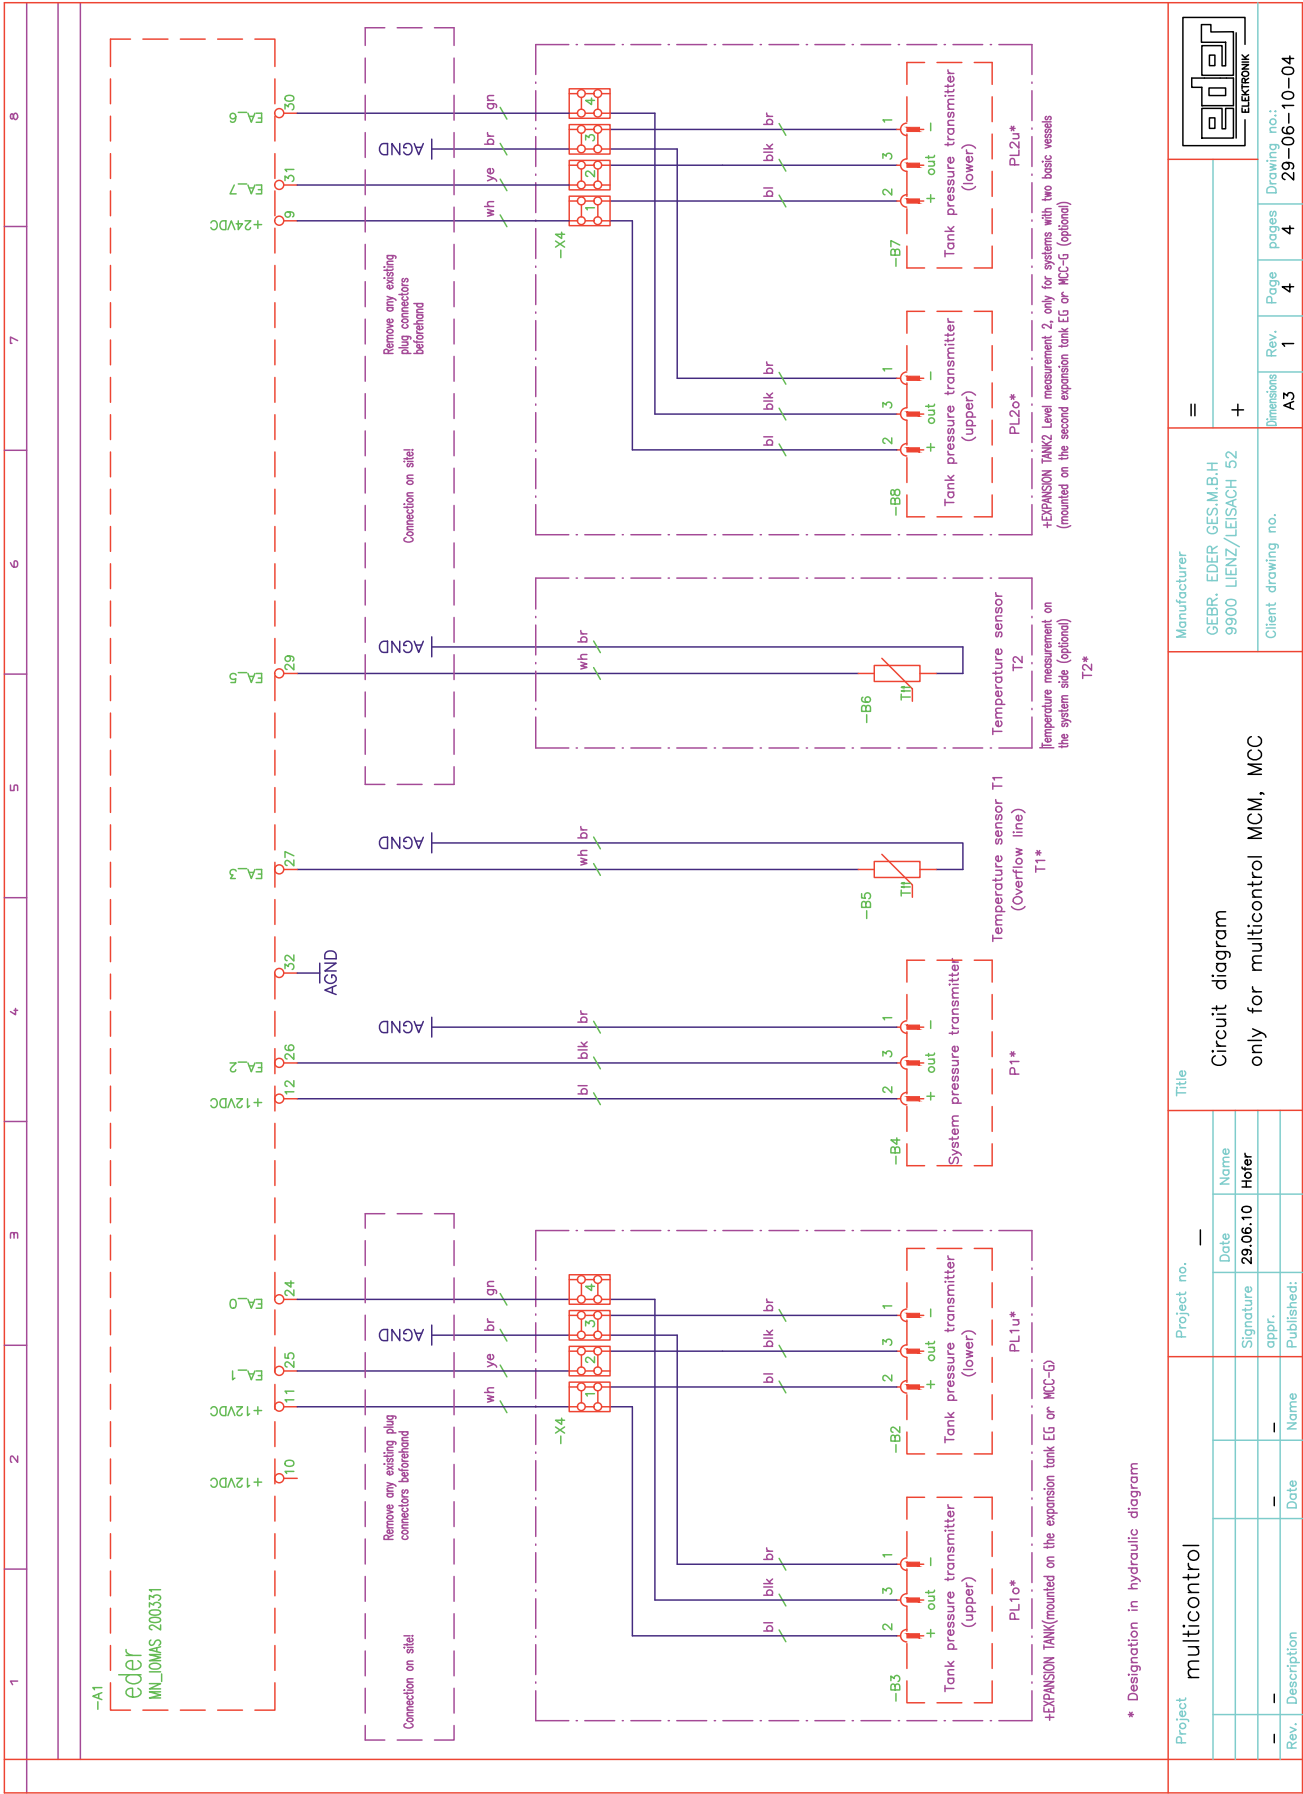 1
2
3
4
5
6
7
8
-A1
eder
MN_IOMAS 200331
+12VDC
10
+12VDC
11
EA_1
25
EA_0
24
+12VDC
12
EA_2
26
32
AGND
EA_3
27
EA_5
29
+24VDC
9
EA_7
31
EA_6
30
Connection on site!
Remove any existing plug
connectors beforehand
AGND
AGND
AGND
AGND
Connection on site!
Remove any existing
plug connectors
beforehand
AGND
wh
ye
br
gn
-X4
1
2
3
4
bl
blk
br
bl
blk
br
-B3
2
3
1
+
out
-
Tank pressure transmitter
(upper)
PL1o*
-B2
2
3
1
+
out
-
Tank pressure transmitter
(lower)
PL1u*
+EXPANSION TANK(mounted on the expansion tank EG or MCC-G)
bl
blk
br
-B4
2
3
1
+
out
-
System pressure transmitter
P1*
wh
br
-B5
Tϑ
Temperature sensor T1
(Overflow line)
T1*
wh
br
-B6
Tϑ
Temperature sensor
T2
Temperature measurement on
the system side (optional)
T2*
wh
ye
br
gn
-X4
1
2
3
4
bl
blk
br
bl
blk
br
-B8
2
3
1
+
out
-
Tank pressure transmitter
(upper)
PL2o*
-B7
2
3
1
+
out
-
Tank pressure transmitter
(lower)
PL2u*
+EXPANSION TANK2 Level measurement 2, only for systems with two basic vessels
(mounted on the second expansion tank EG or MCC-G (optional)
* Designation in hydraulic diagram
Project
multicontrol
Project no.
-
Date
Name
Signature
29.06.10
Hofer
appr.
Published:
- - - -
Rev.
Description
Date
Name
Title
Circuit diagram
only for multicontrol MCM, MCC
Manufacturer
GEBR. EDER GES.M.B.H
9900 LIENZ/LEISACH 52
Client drawing no.
=
+
eder
ELEKTRONIK
Dimensions
A3
Rev.
1
Page
4
pages
4
Drawing no.:
29-06-10-04